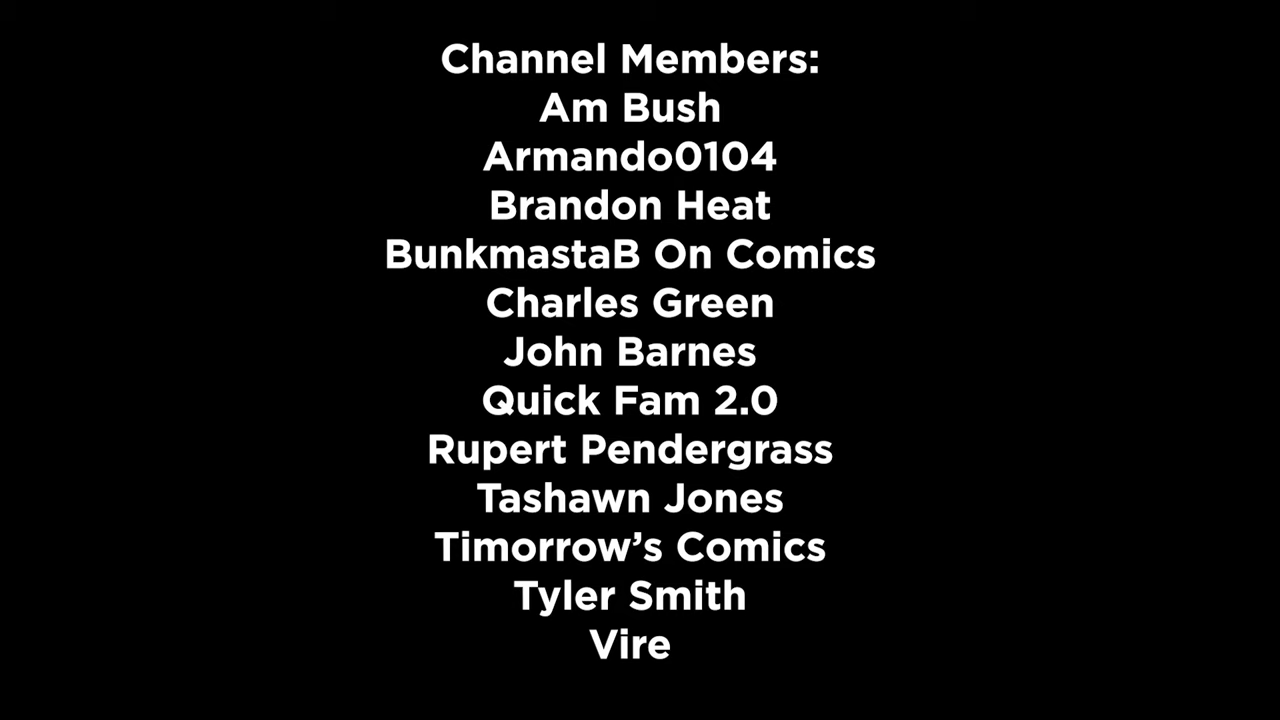 Channel Members:
Am Bush
Armando0104
Brandon Heat
BunkmastaB On Comics
Charles Green
John Barnes
Quick Fam 2.0
Rupert Pendergrass
Tashawn Jones
Timorrow’s Comics
Tyler Smith
Vire